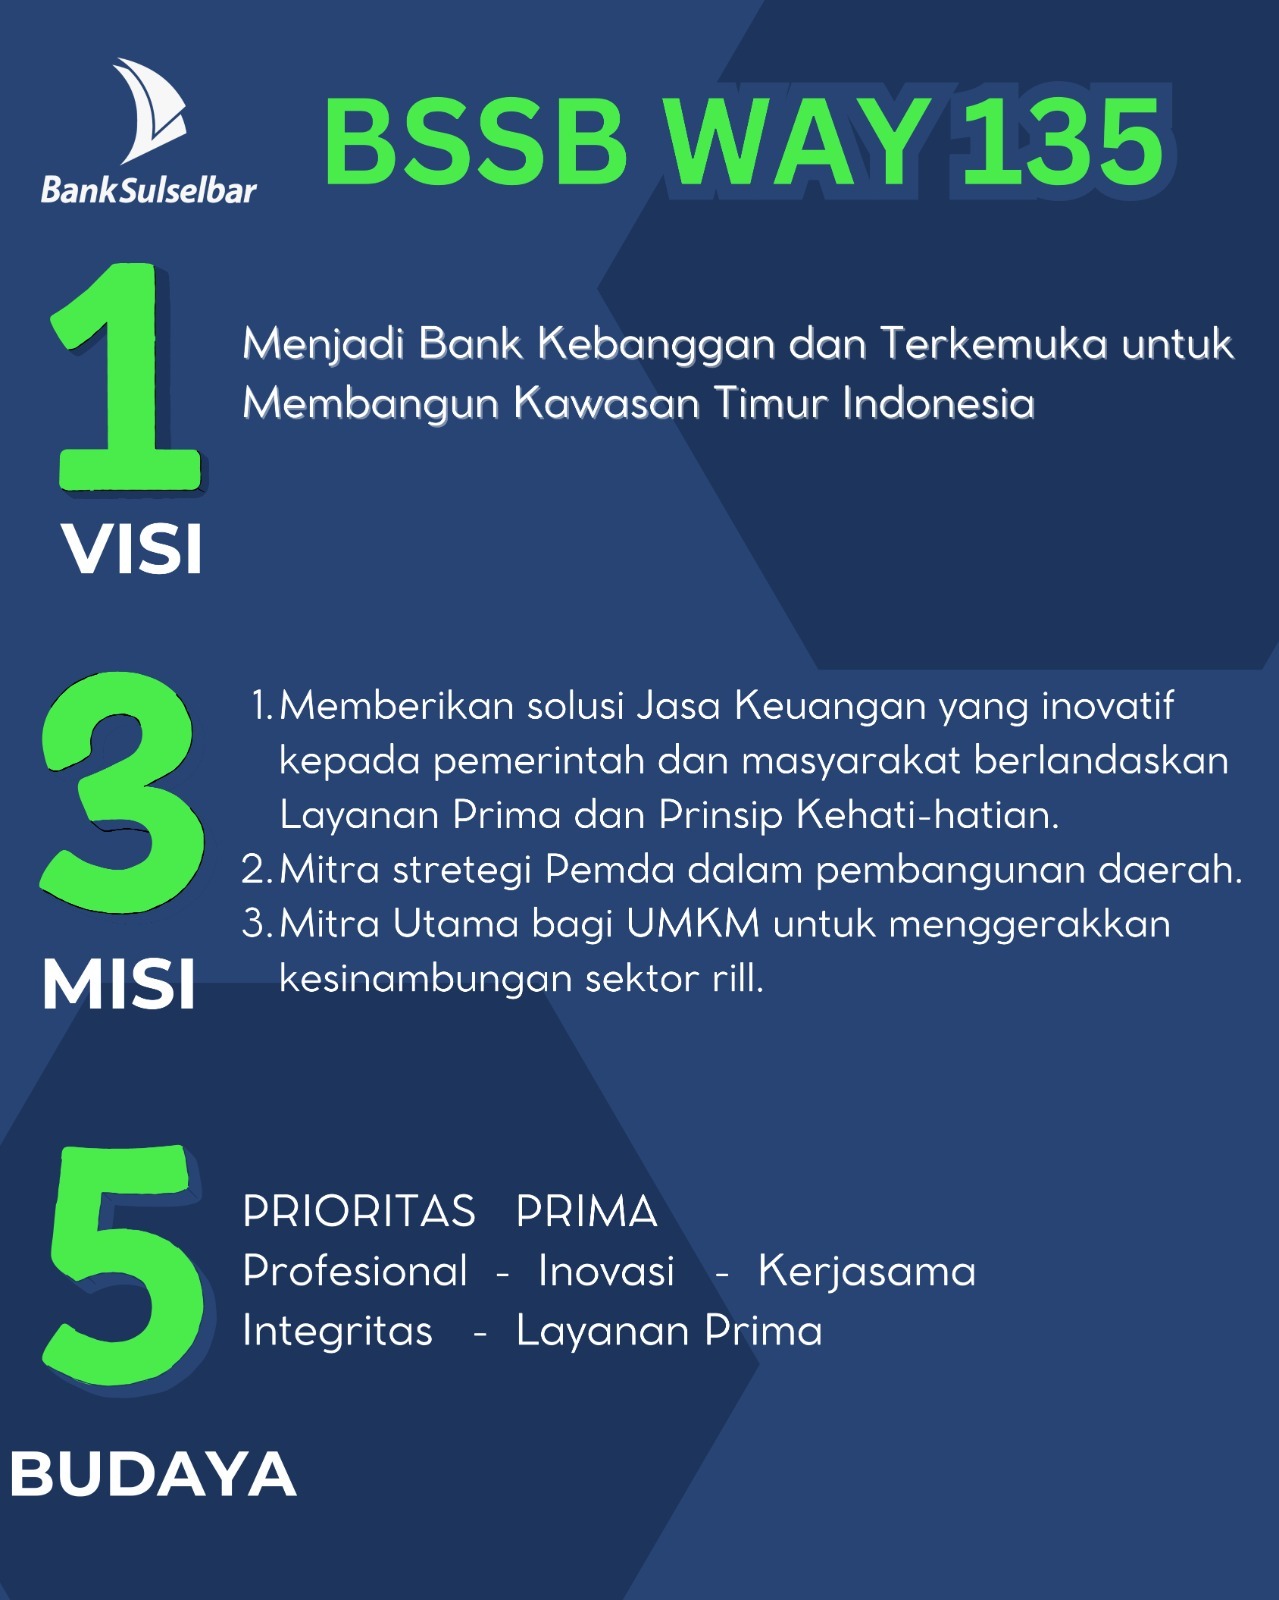 BankSulselbar
BSSB WAY 135
1
VISI
Menjadi Bank Kebanggan dan Terkemuka untuk
Membangun Kawasan Timur Indonesia
3
MISI
1. Memberikan solusi Jasa Keuangan yang inovatif
kepada pemerintah dan masyarakat berlandaskan
Layanan Prima dan Prinsip Kehati-hatian.
2. Mitra stretegi Pemda dalam pembangunan daerah.
3. Mitra Utama bagi UMKM untuk menggerakkan
kesinambungan sektor rill.
5
BUDAYA
PRIORITAS PRIMA
Profesional - Inovasi - Kerjasama
Integritas - Layanan Prima